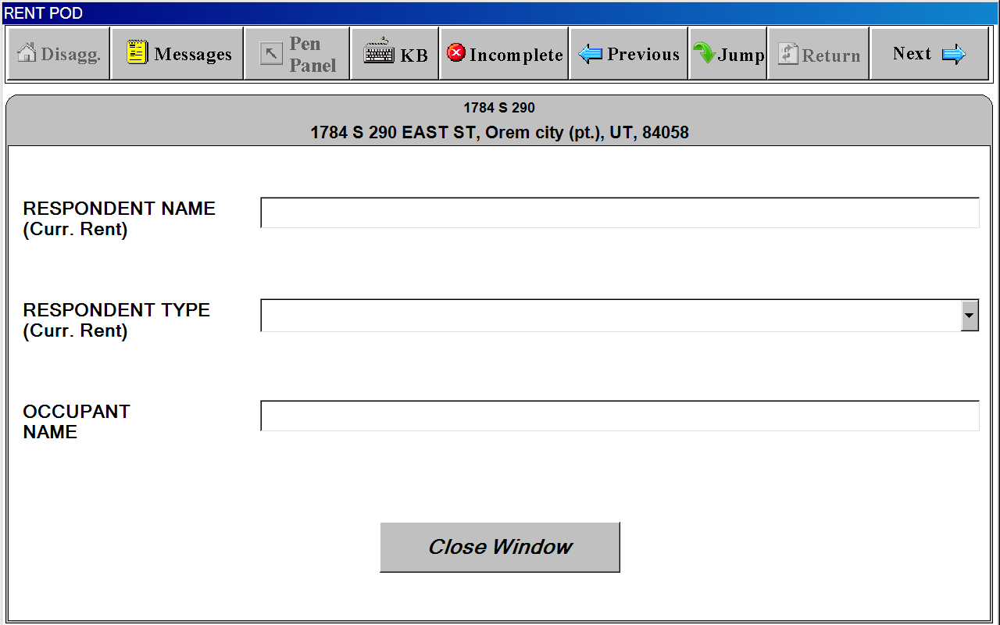 RENT POD
Disagg.
Messages
Pen
Panel
KB
Incomplete
Previous
Jump
Return
Next
1784 S 290
1784 S 290 EAST ST, Orem city (pt.), UT, 84058
RESPONDENT NAME
(Curr. Rent)
RESPONDENT TYPE
(Curr. Rent)
OCCUPANT
NAME
Close Window